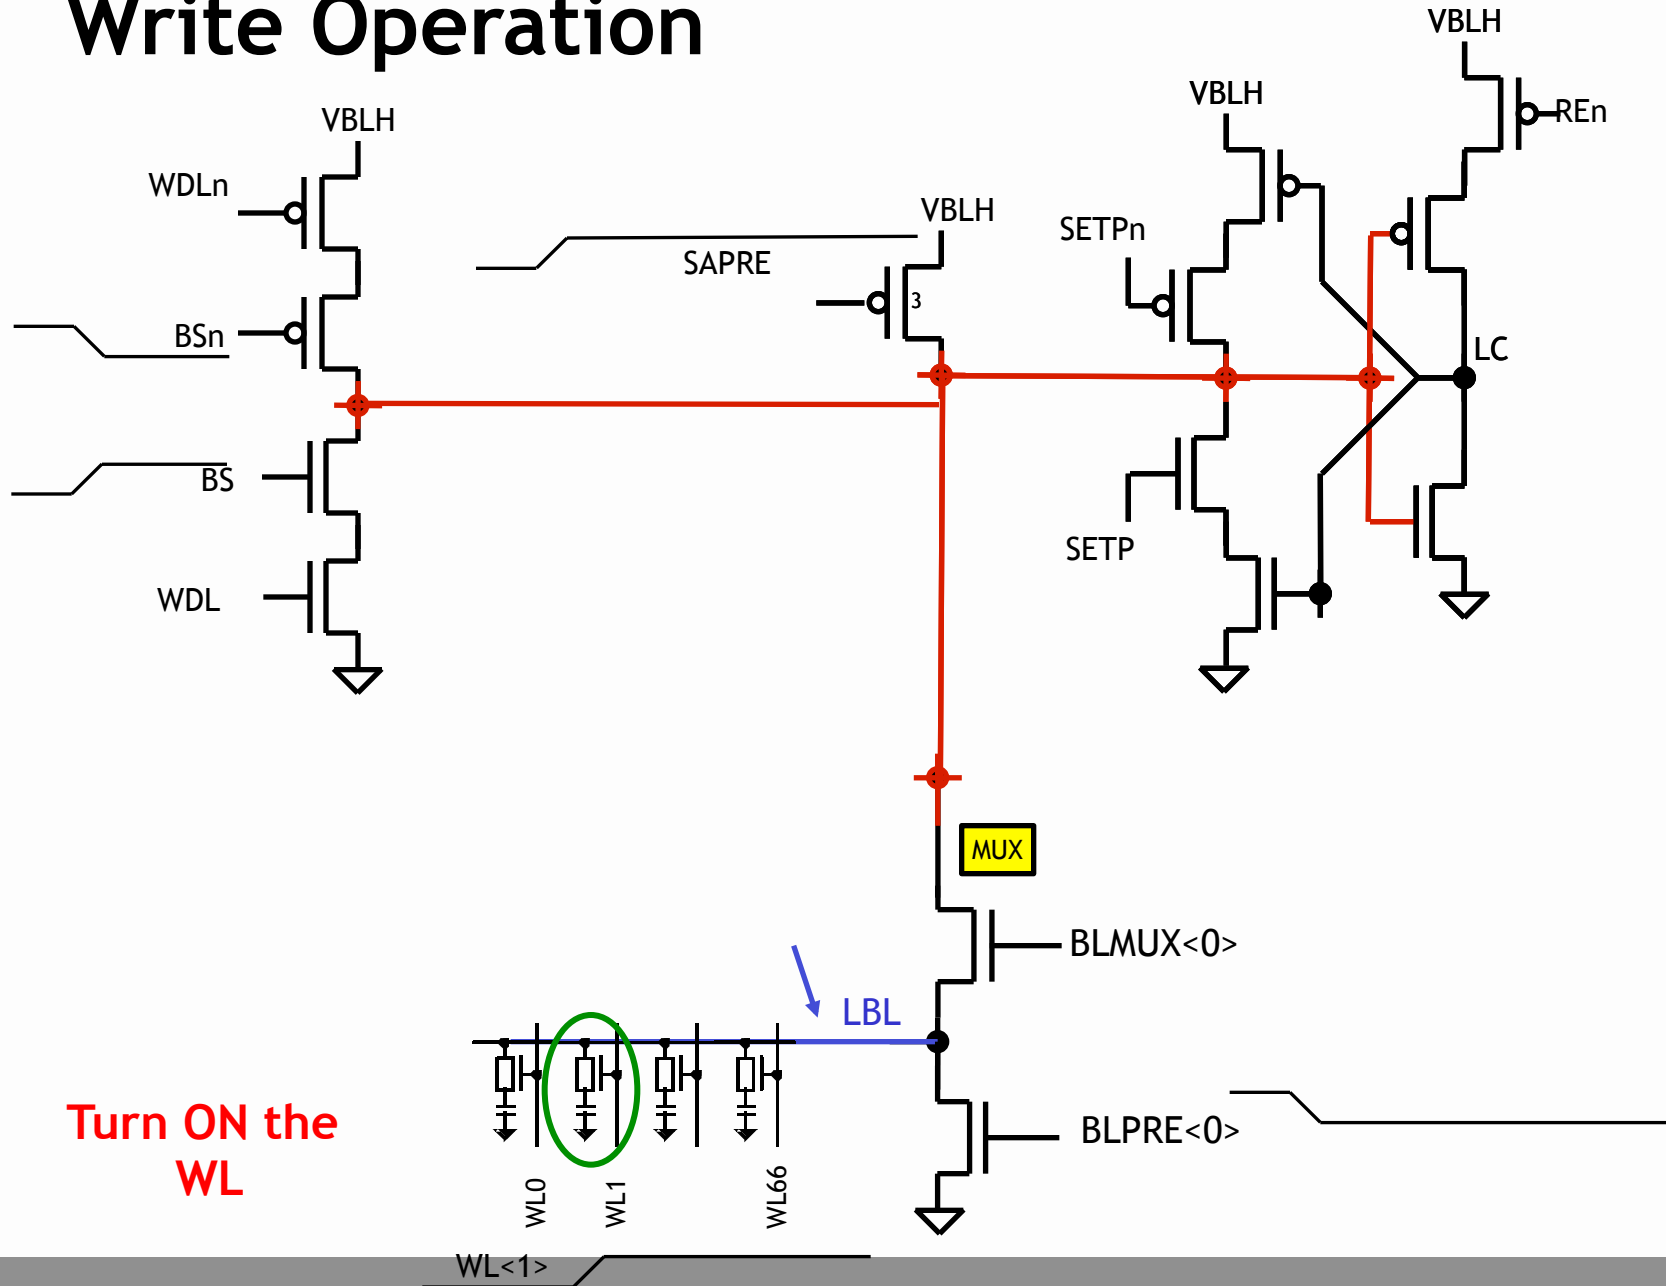 Write Operation
VBLH
VBLH
REn
VBLH
WDLn
VBLH
SETPn
SAPRE
3
BSn
LC
BS
SETP
WDL
MUX
BLMUX<0>
LBL
Turn ON the
WL
BLPRE<0>
WL0
WL1
WL66
WL<1>